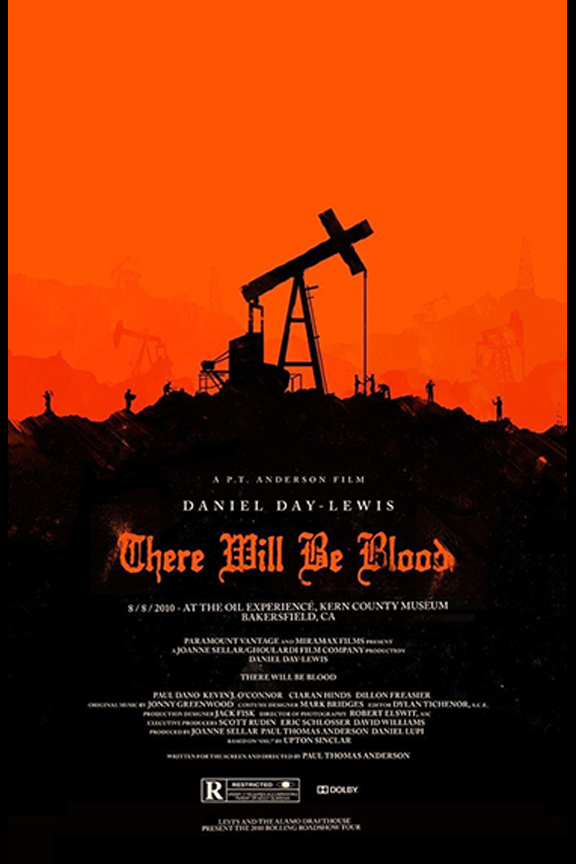 A P.T. ANDERSON FILM
DANIEL DAY-LEWIS
There Will Be Blood
8/8/2010 - AT THE OIL EXPERIENCE, KERN COUNTY MUSEUM
BAKERSFIELD, CA
PARAMOUNT VANTAGE AND MIRAMAX FILMS PRESENT
A JOANNE SELLAR/GHOULARDI FILM COMPANY PRODUCTION
DANIEL DAY-LEWIS
THERE WILL BE BLOOD
PAUL DANO KEVIN J. O'CONNOR CIARAN HINDS DILLON FREASIER
ORIGINAL MUSIC BY JONNY GREENWOOD COSTUME DESIGNER MARK BRIDGES EDITOR DYLAN TICHENOR, A.C.E.
PRODUCTION DESIGNER JACK FISK DIRECTOR OF PHOTOGRAPHY ROBERT ELSWIT, ASC
EXECUTIVE PRODUCERS SCOTT RUDIN ERIC SCHLOSSER DAVID WILLIAMS
PRODUCED BY JOANNE SELLAR PAUL THOMAS ANDERSON DANIEL LUPI
BASED ON "OIL!" BY UPTON SINCLAR
WRITTEN FOR THE SCREEN AND DIRECTED BY PAUL THOMAS ANDERSON
R RESTRICTED
DOLBY
LEVI'S AND THE ALAMO DRAFTHOUSE
PRESENT THE 2010 ROLLING ROADSHOW TOUR